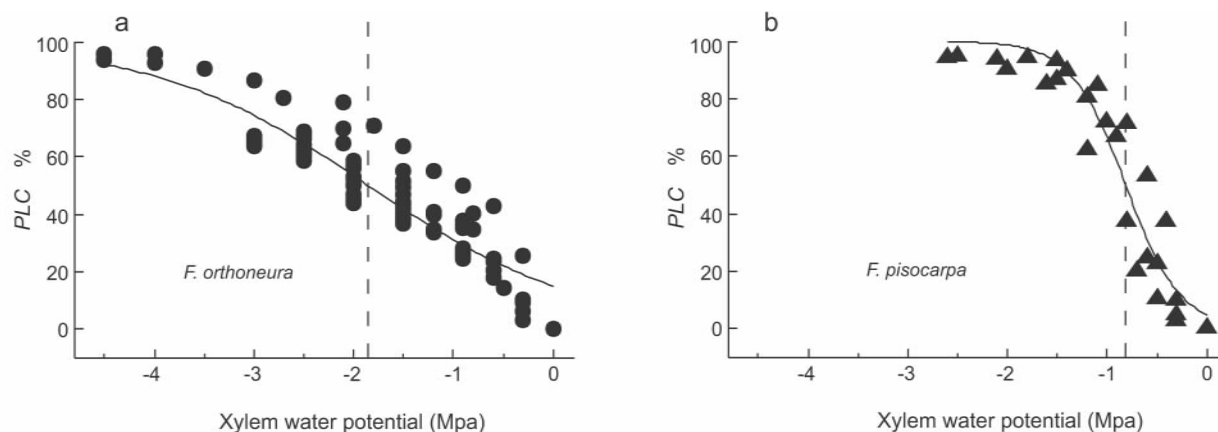 a
100
80
60
40
20
0
PLC %
F. orthoneura
-4 -3 -2 -1 0
Xylem water potential (Mpa)
b
100
80
60
40
20
0
PLC %
F. pisocarpa
-4 -3 -2 -1 0
Xylem water potential (Mpa)